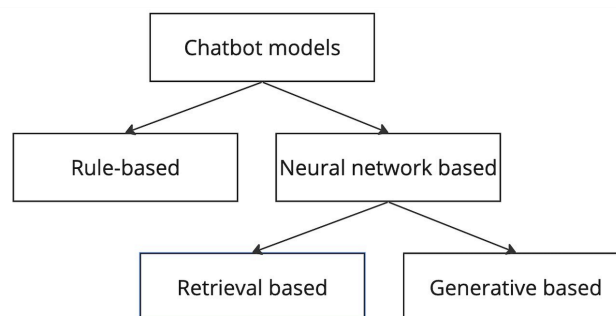 Chatbot models
Rule-based
Neural network based
Retrieval based
Generative based